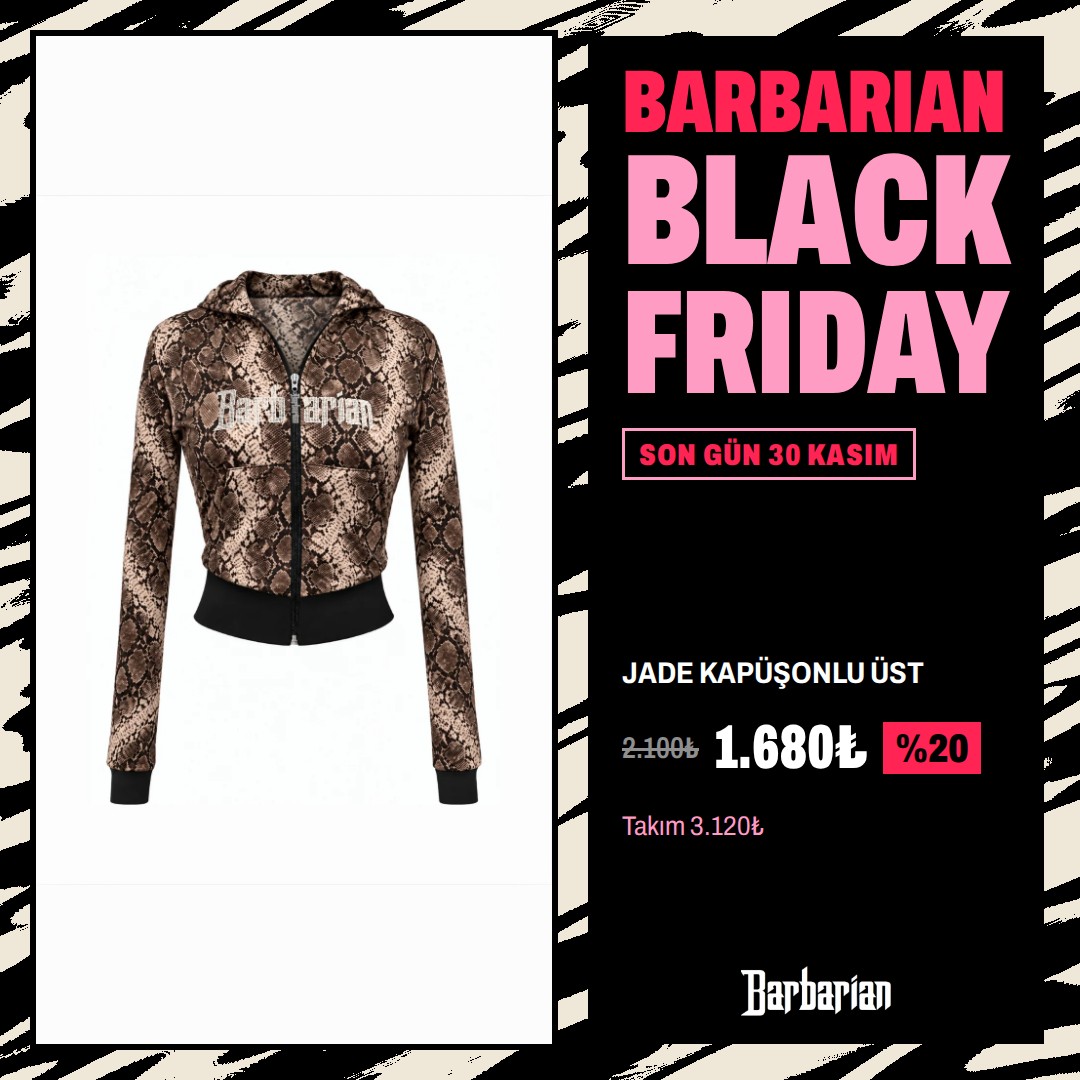 Barbarian
BARBARIAN
BLACK
FRIDAY
SON GÜN 30 KASIM
JADE KAPÜŞONLU ÜST
2.100₺ 1.680₺ %20
Takım 3.120₺
Barbarian